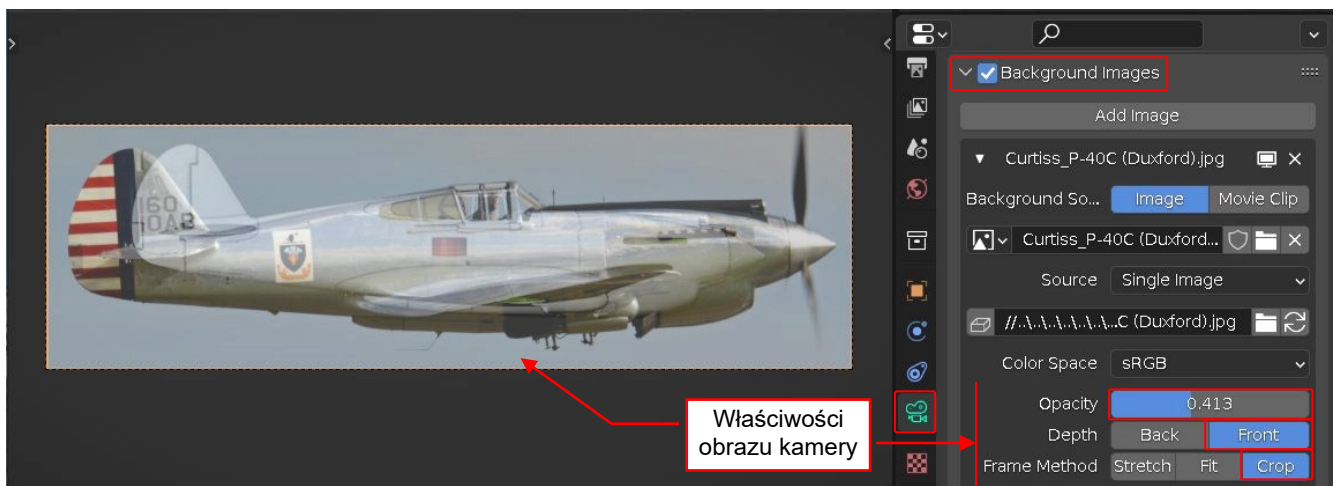 Background Images
Add Image
Curtiss_P-40C (Duxford).jpg
Background So... Image Movie Clip
Curtiss_P-40C (Duxford...
Source Single Image
//..\..\..\..\..\..\...C (Duxford).jpg
Color Space sRGB
Opacity 0.413
Depth Back Front
Frame Method Stretch Fit Crop
Właściwości
obrazu kamery
160
OAB